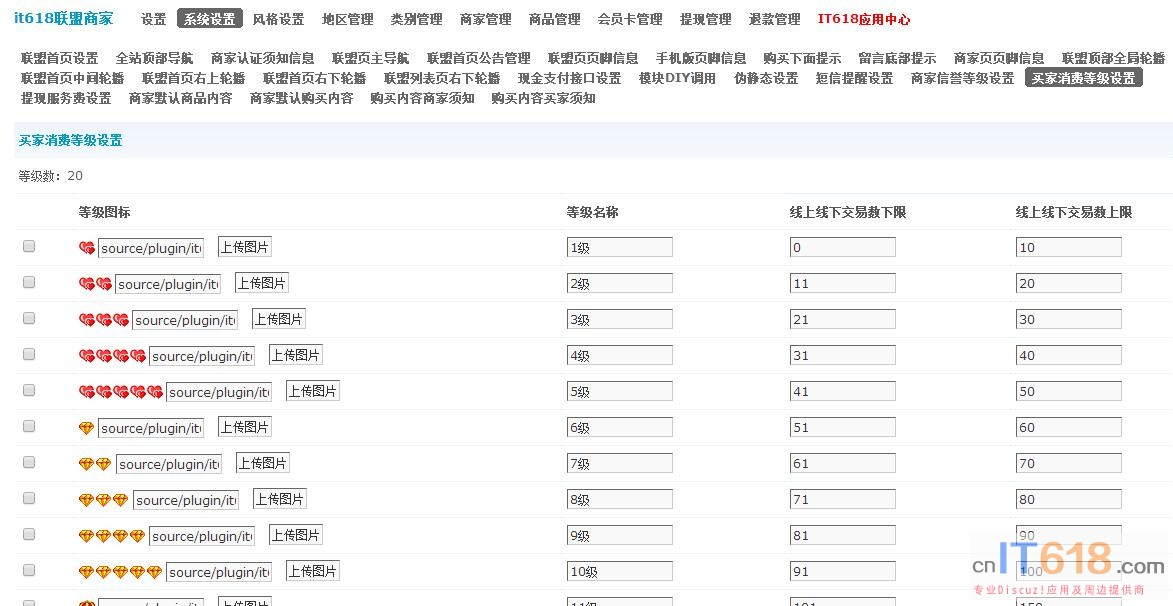 it618联盟商家 设置 系统设置 风格设置 地区管理 类别管理 商家管理 商品管理 会员卡管理 提现管理 退款管理 IT618应用中心
联盟首页设置 全站顶部导航 商家认证须知信息 联盟页主导航 联盟首页公告管理 联盟页页脚信息 手机版页脚信息 购买下面提示 留言底部提示 商家页页脚信息 联盟顶部全局轮播
联盟首页中间轮播 联盟首页右上轮播 联盟首页右下轮播 联盟列表页右下轮播 现金支付接口设置 模块DIY调用 伪静态设置 短信提醒设置 商家信誉等级设置 买家消费等级设置
提现服务费设置 商家默认商品内容 商家默认购买内容 购买内容商家须知 购买内容买家须知
买家消费等级设置
等级数：20
等级图标 等级名称 线上线下交易数下限 线上线下交易数上限
source/plugin/it 上传图片 1级 0 10
source/plugin/it 上传图片 2级 11 20
source/plugin/it 上传图片 3级 21 30
source/plugin/it 上传图片 4级 31 40
source/plugin/it 上传图片 5级 41 50
source/plugin/it 上传图片 6级 51 60
source/plugin/it 上传图片 7级 61 70
source/plugin/it 上传图片 8级 71 80
source/plugin/it 上传图片 9级 81 90
source/plugin/it 上传图片 10级 91 100
cnIT618.com
专业Discuz!应用及周边提供商